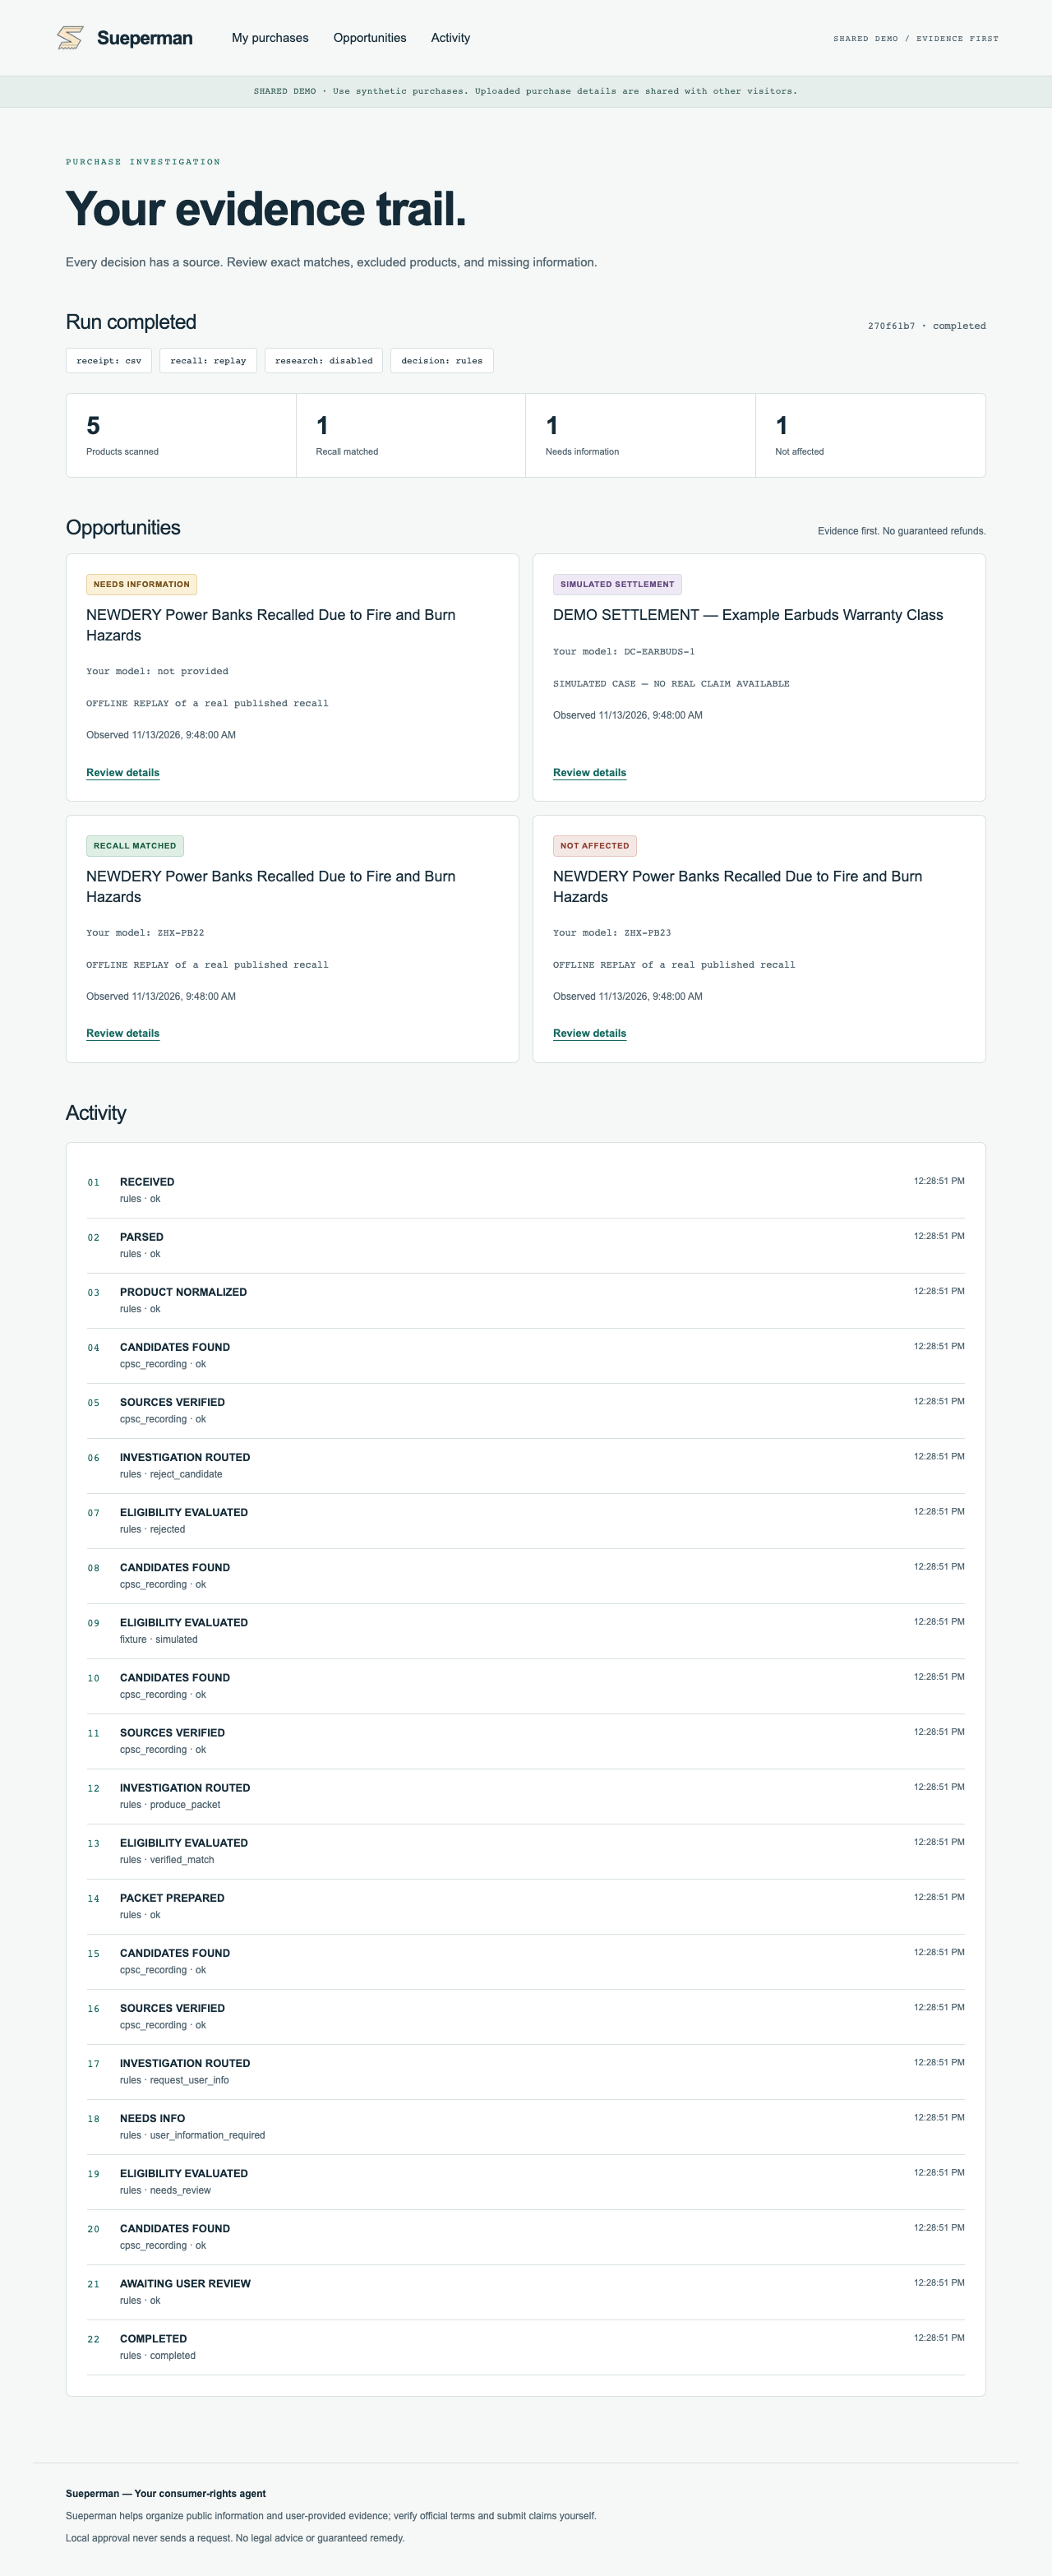 Sueperman
My purchases
Opportunities
Activity
SHARED DEMO / EVIDENCE FIRST
SHARED DEMO · Use synthetic purchases. Uploaded purchase details are shared with other visitors.
PURCHASE INVESTIGATION
Your evidence trail.
Every decision has a source. Review exact matches, excluded products, and missing information.
Run completed
270f61b7 · completed
receipt: csv
recall: replay
research: disabled
decision: rules
5
Products scanned
1
Recall matched
1
Needs information
1
Not affected
Opportunities
Evidence first. No guaranteed refunds.
NEEDS INFORMATION
NEWDERY Power Banks Recalled Due to Fire and Burn
Hazards
Your model: not provided
OFFLINE REPLAY of a real published recall
Observed 11/13/2026, 9:48:00 AM
Review details
SIMULATED SETTLEMENT
DEMO SETTLEMENT — Example Earbuds Warranty Class
Your model: DC-EARBUDS-1
SIMULATED CASE — NO REAL CLAIM AVAILABLE
Observed 11/13/2026, 9:48:00 AM
Review details
RECALL MATCHED
NEWDERY Power Banks Recalled Due to Fire and Burn
Hazards
Your model: ZHX-PB22
OFFLINE REPLAY of a real published recall
Observed 11/13/2026, 9:48:00 AM
Review details
NOT AFFECTED
NEWDERY Power Banks Recalled Due to Fire and Burn
Hazards
Your model: ZHX-PB23
OFFLINE REPLAY of a real published recall
Observed 11/13/2026, 9:48:00 AM
Review details
Activity
01 RECEIVED 12:28:51 PM
rules · ok
02 PARSED 12:28:51 PM
rules · ok
03 PRODUCT NORMALIZED 12:28:51 PM
rules · ok
04 CANDIDATES FOUND 12:28:51 PM
cpsc_recording · ok
05 SOURCES VERIFIED 12:28:51 PM
cpsc_recording · ok
06 INVESTIGATION ROUTED 12:28:51 PM
rules · reject_candidate
07 ELIGIBILITY EVALUATED 12:28:51 PM
rules · rejected
08 CANDIDATES FOUND 12:28:51 PM
cpsc_recording · ok
09 ELIGIBILITY EVALUATED 12:28:51 PM
fixture · simulated
10 CANDIDATES FOUND 12:28:51 PM
cpsc_recording · ok
11 SOURCES VERIFIED 12:28:51 PM
cpsc_recording · ok
12 INVESTIGATION ROUTED 12:28:51 PM
rules · produce_packet
13 ELIGIBILITY EVALUATED 12:28:51 PM
rules · verified_match
14 PACKET PREPARED 12:28:51 PM
rules · ok
15 CANDIDATES FOUND 12:28:51 PM
cpsc_recording · ok
16 SOURCES VERIFIED 12:28:51 PM
cpsc_recording · ok
17 INVESTIGATION ROUTED 12:28:51 PM
rules · request_user_info
18 NEEDS INFO 12:28:51 PM
rules · user_information_required
19 ELIGIBILITY EVALUATED 12:28:51 PM
rules · needs_review
20 CANDIDATES FOUND 12:28:51 PM
cpsc_recording · ok
21 AWAITING USER REVIEW 12:28:51 PM
rules · ok
22 COMPLETED 12:28:51 PM
rules · completed
Sueperman — Your consumer-rights agent
Sueperman helps organize public information and user-provided evidence; verify official terms and submit claims yourself.
Local approval never sends a request. No legal advice or guaranteed remedy.